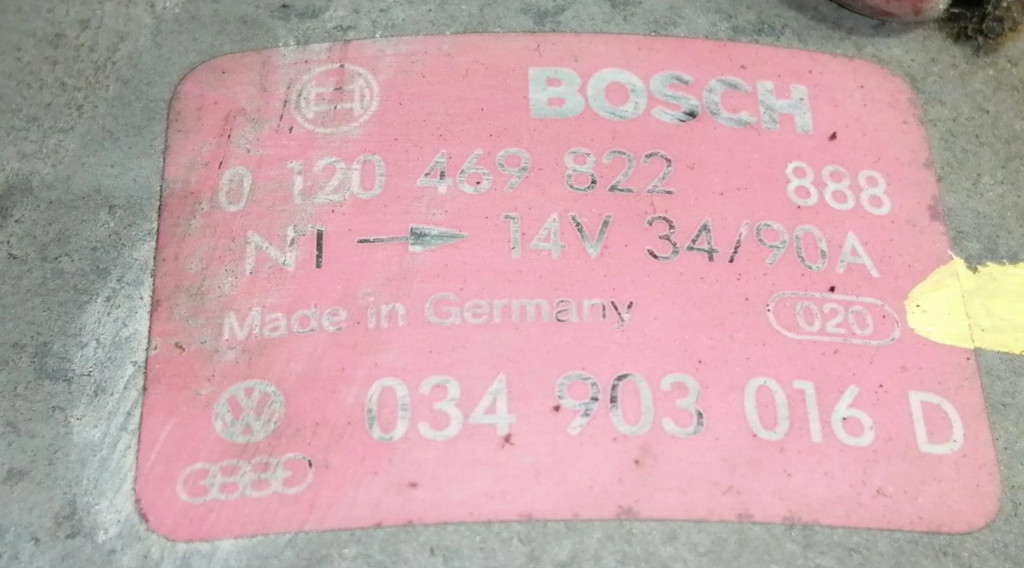 BOSCH
0 120 469 822 888
N1 → 14V 34/90A
Made in Germany 020
034 903 016 D